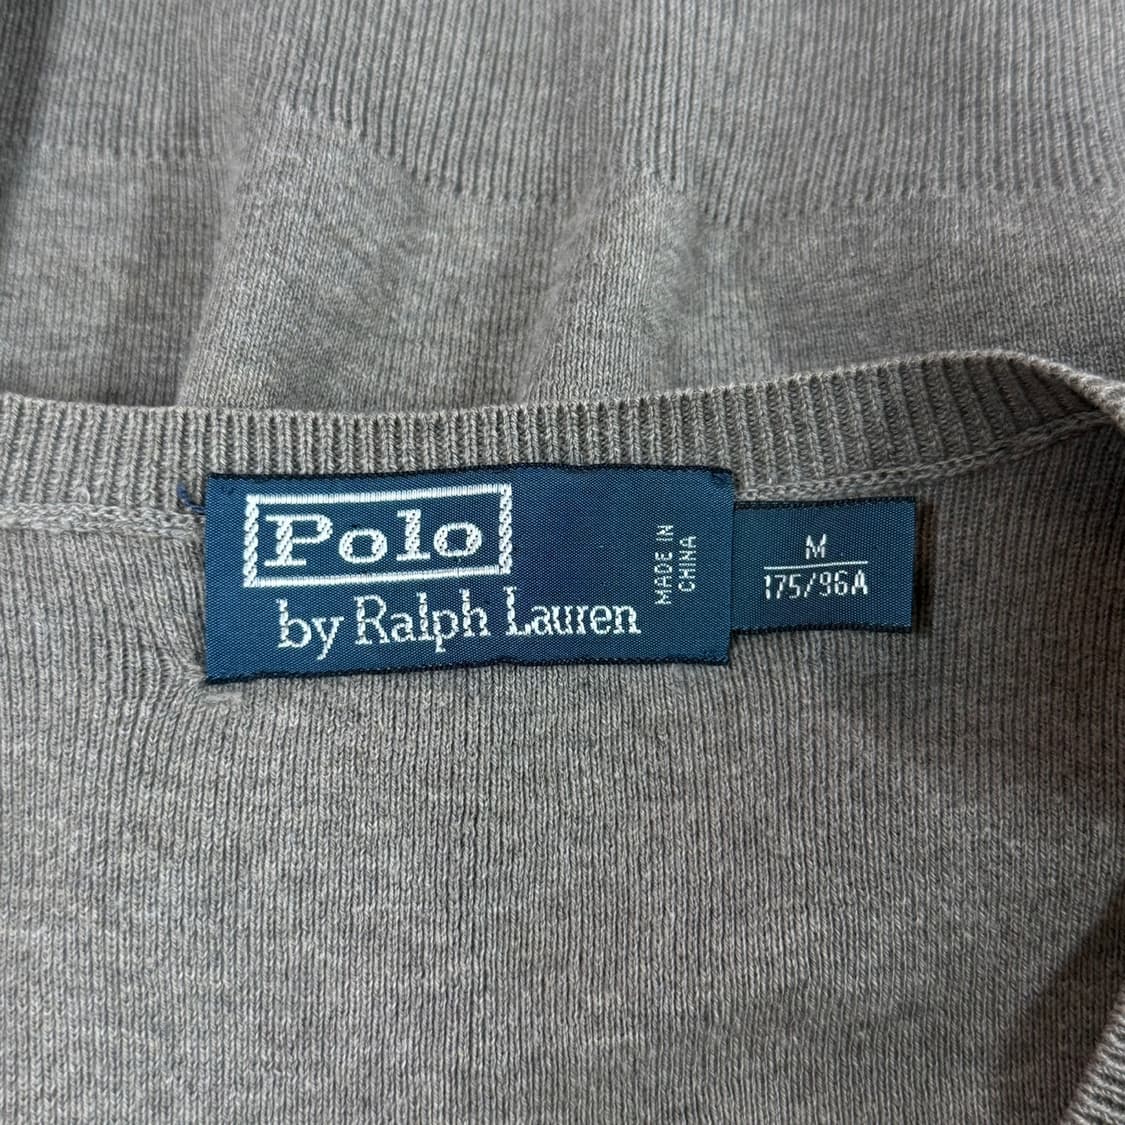 Polo
by Ralph Lauren
MADE IN
CHINA
M
175/96A